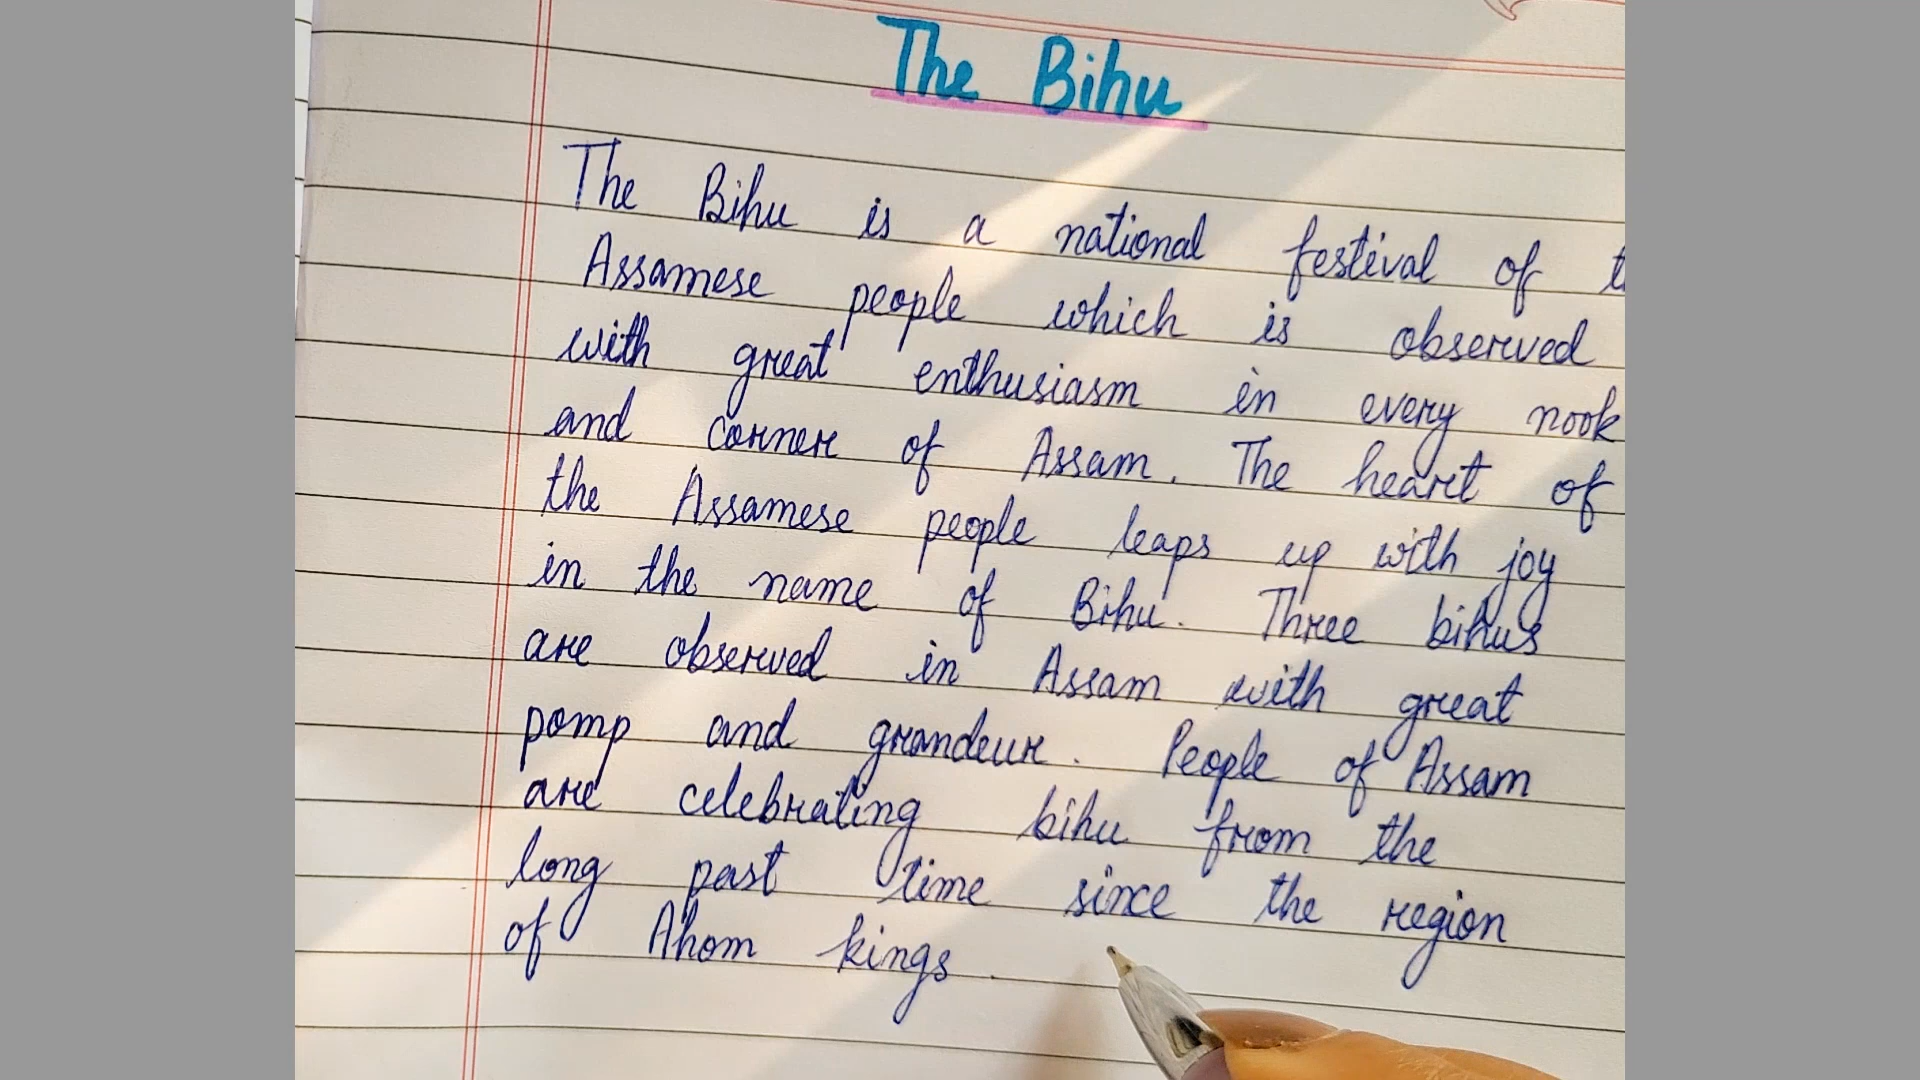 The Bihu
The Bihu is a national festival of
Assamese people which is observed
with great enthusiasm in every nook
and corner of Assam. The heart of
the Assamese people leaps up with joy
in the name of Bihu. Three bihus
are observed in Assam with great
pomp and grandeur. People of Assam
are celebrating bihu from the
long past time since the region
of Ahom kings.